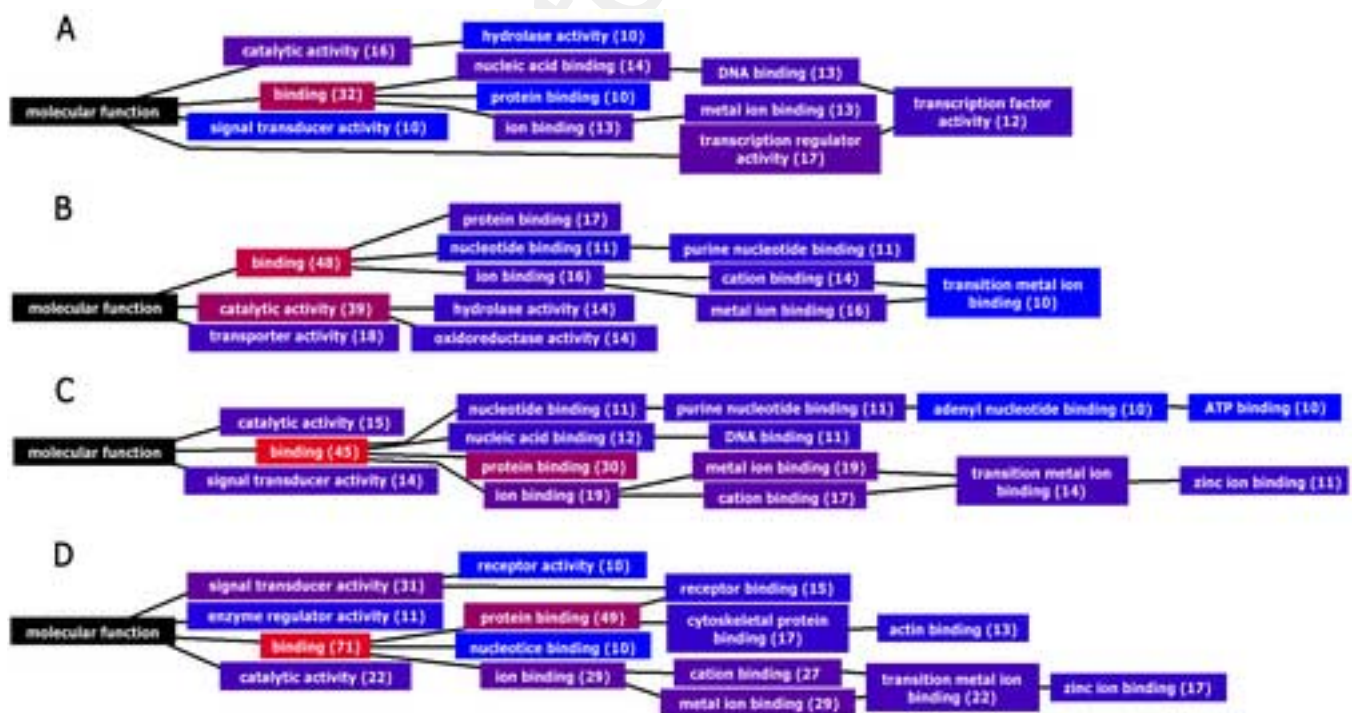 A
hydrolase activity (10)
catalytic activity (16)
nucleic acid binding (14)
DNA binding (13)
binding (32)
protein binding (10)
metal ion binding (13)
transcription factor
activity (12)
molecular function
signal transducer activity (10)
ion binding (13)
transcription regulator
activity (17)
B
protein binding (17)
nucleotide binding (11)
purine nucleotide binding (11)
binding (48)
ion binding (16)
cation binding (14)
transition metal ion
binding (10)
molecular function
catalytic activity (39)
hydrolase activity (14)
metal ion binding (16)
transporter activity (18)
oxidoreductase activity (14)
C
nucleotide binding (11)
purine nucleotide binding (11)
adenyl nucleotide binding (10)
ATP binding (10)
catalytic activity (15)
nucleic acid binding (12)
DNA binding (11)
molecular function
binding (45)
protein binding (30)
metal ion binding (19)
transition metal ion
binding (14)
signal transducer activity (14)
ion binding (19)
cation binding (17)
zinc ion binding (11)
D
receptor activity (10)
signal transducer activity (31)
receptor binding (15)
enzyme regulator activity (11)
protein binding (49)
cytoskeletal protein
binding (17)
actin binding (13)
molecular function
binding (71)
nucleotice binding (10)
catalytic activity (22)
ion binding (29)
cation binding (27
transition metal ion
binding (22)
zinc ion binding (17)
metal ion binding (29)